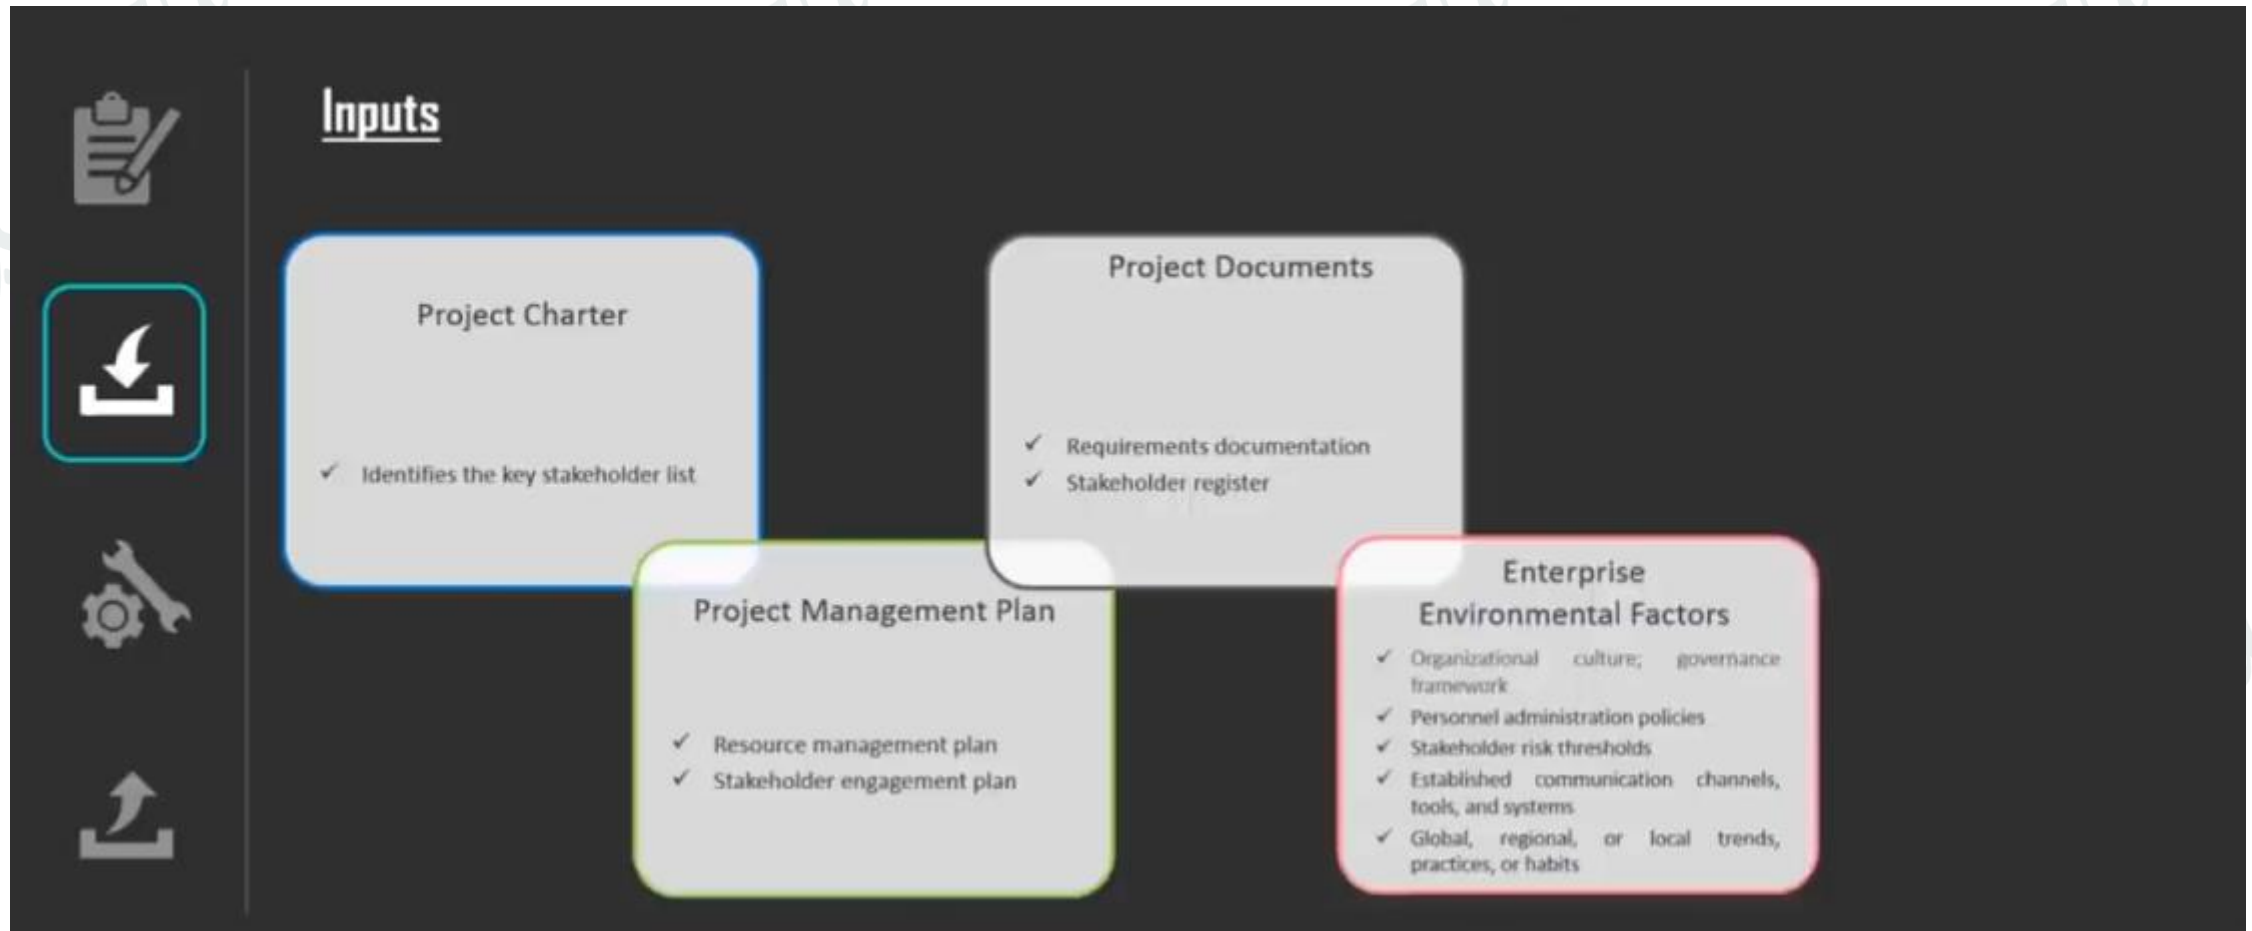 Inputs
Project Charter
✓ Identifies the key stakeholder list
Project Management Plan
✓ Resource management plan
✓ Stakeholder engagement plan
Project Documents
✓ Requirements documentation
✓ Stakeholder register
Enterprise
Environmental Factors
✓ Organizational culture; governance
framework
✓ Personnel administration policies
✓ Stakeholder risk thresholds
✓ Established communication channels,
tools, and systems
✓ Global, regional, or local trends,
practices, or habits